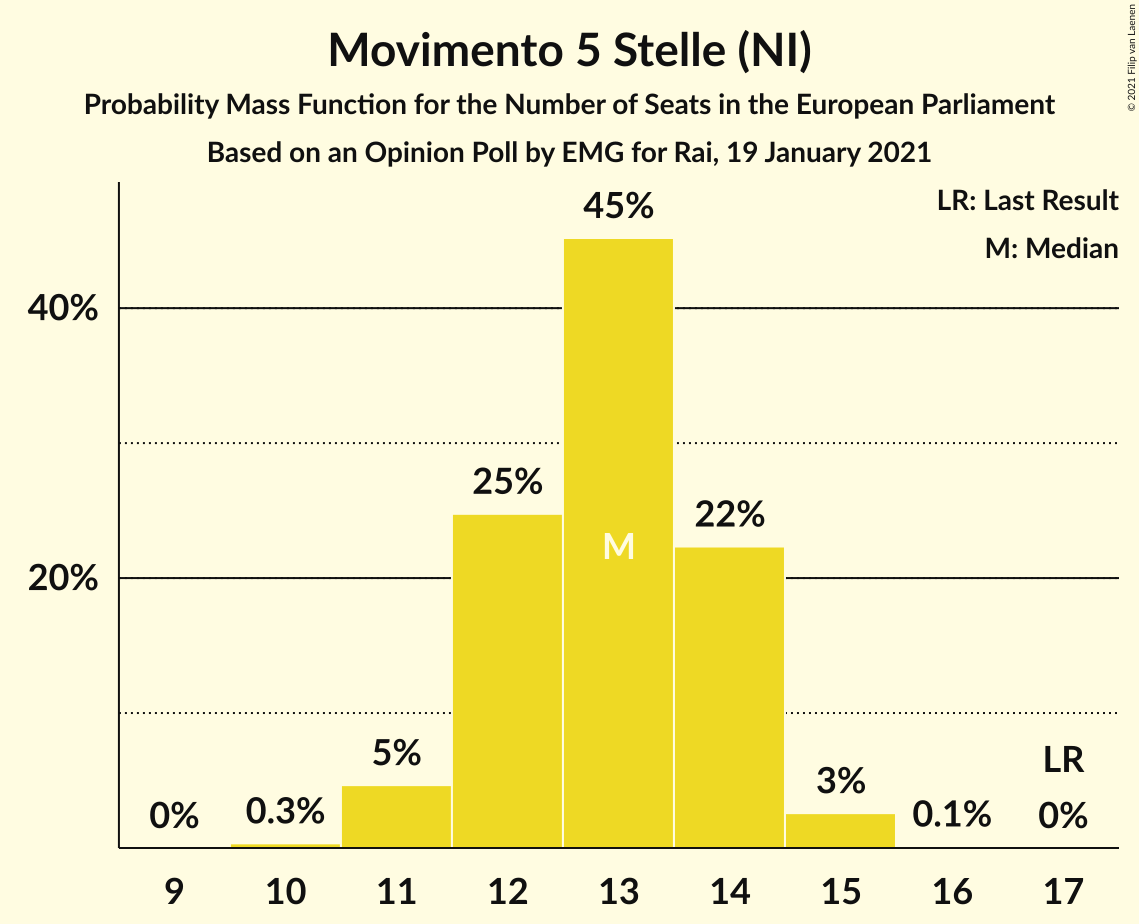 Movimento 5 Stelle (NI)
Probability Mass Function for the Number of Seats in the European Parliament
Based on an Opinion Poll by EMG for Rai, 19 January 2021
© 2021 Filip van Laenen
LR: Last Result
M: Median
45%
40%
25%
22%
M
20%
5%
3%
LR
0%
0.3%
0.1%
0%
9 10 11 12 13 14 15 16 17